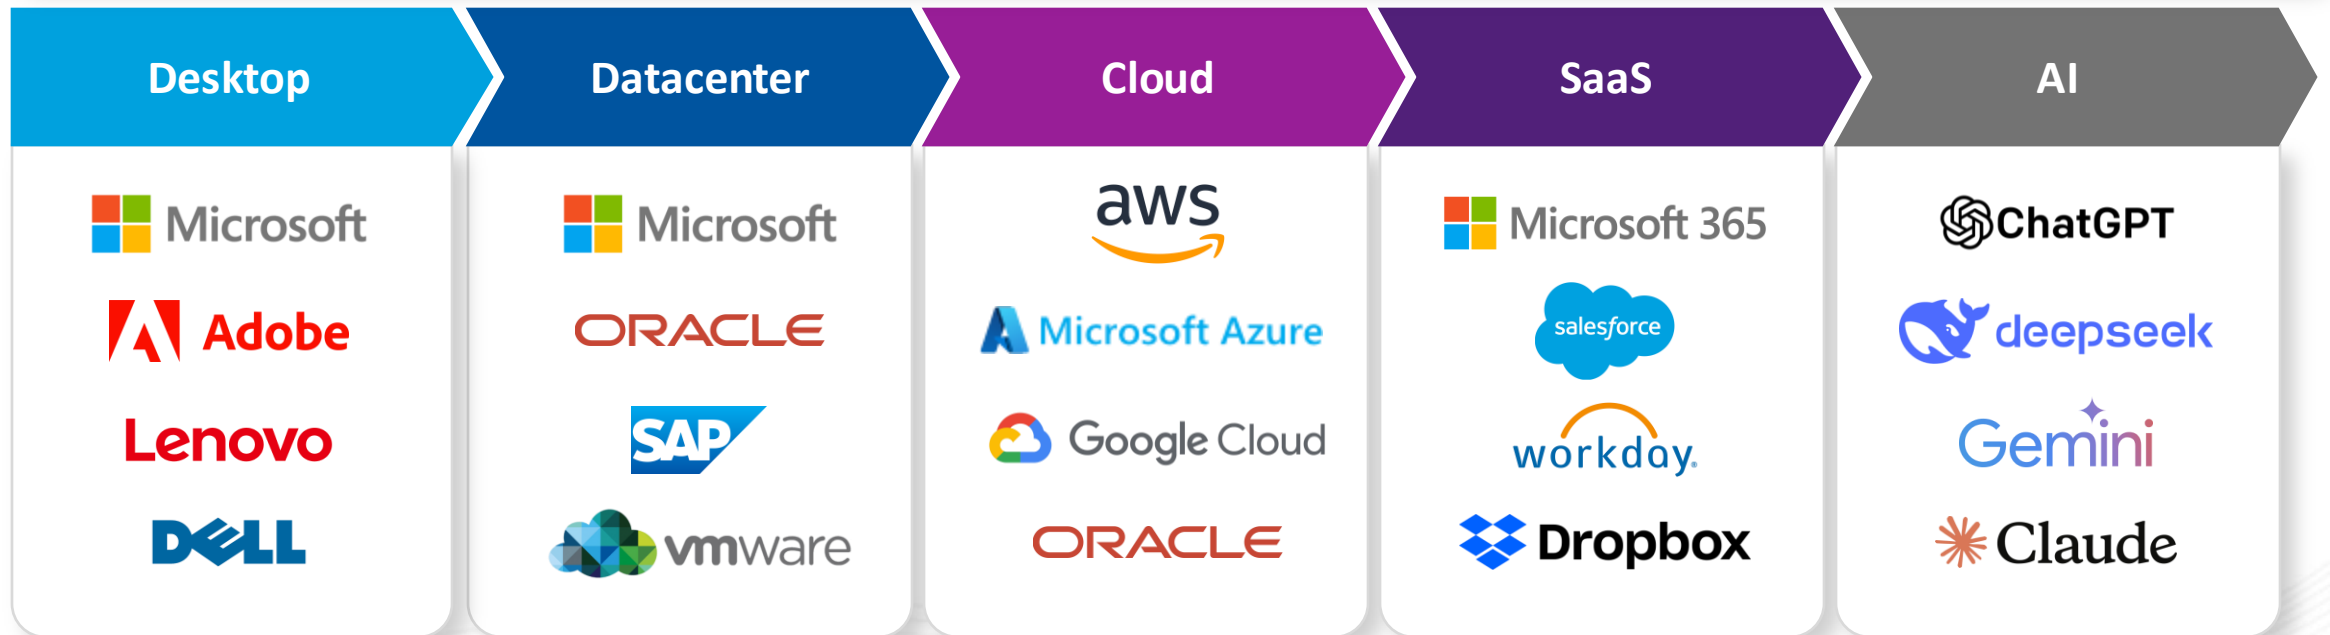 Desktop
Datacenter
Cloud
SaaS
AI
Microsoft
Adobe
Lenovo
DELL
Microsoft
ORACLE
SAP
vmware
aws
Microsoft Azure
Google Cloud
ORACLE
Microsoft 365
salesforce
workday.
Dropbox
ChatGPT
deepseek
Gemini
Claude